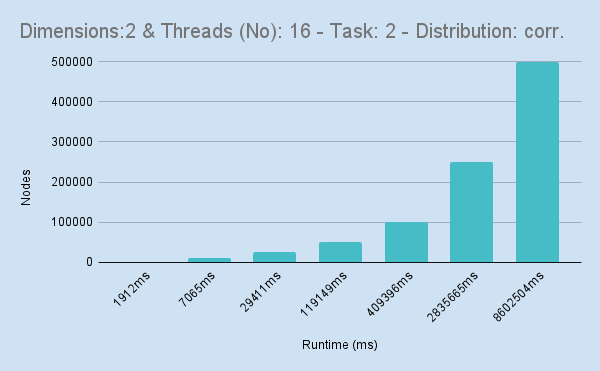 Dimensions:2 & Threads (No): 16 - Task: 2 - Distribution: corr.
500000
400000
300000
200000
100000
0
Nodes
1912ms
7065ms
29411ms
119149ms
409396ms
2835665ms
8602504ms
Runtime (ms)